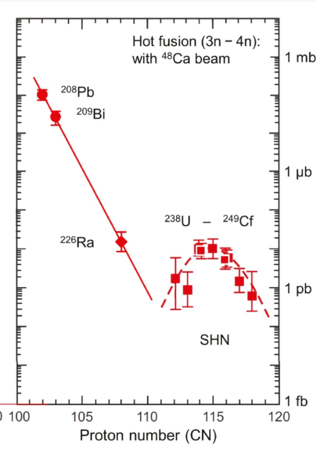 Hot fusion (3n – 4n):
with ⁴⁸Ca beam
1 mb
²⁰⁸Pb
²⁰⁹Bi
1 μb
²³⁸U – ²⁴⁹Cf
²²⁶Ra
1 pb
SHN
1 fb
0 100 105 110 115 120
Proton number (CN)